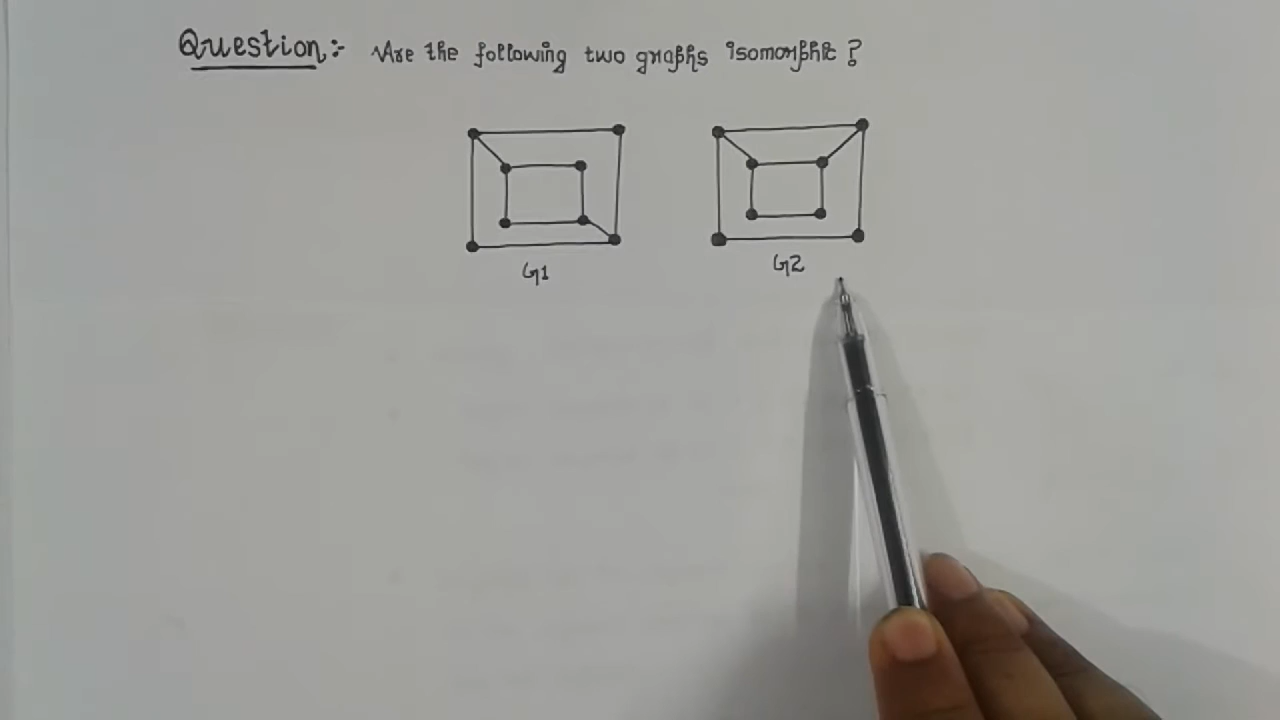 Question:- Are the following two graphs isomorphic ?
G1 G2